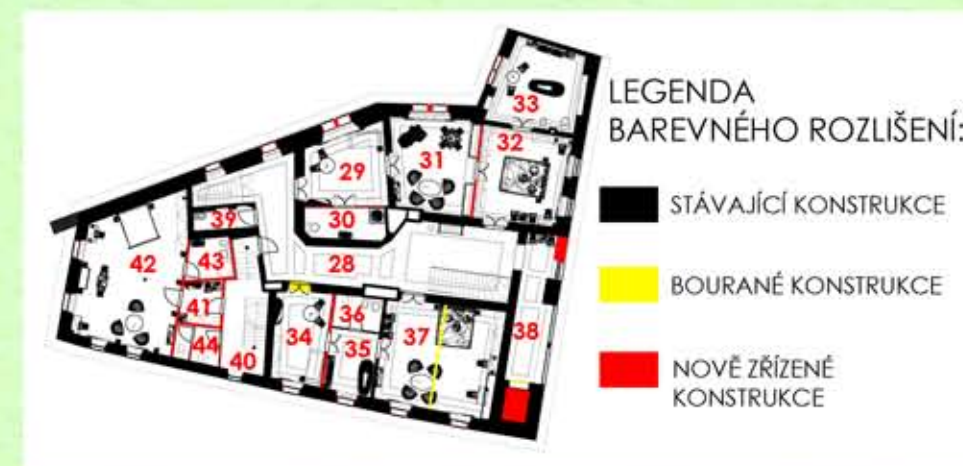 LEGENDA
BAREVNÉHO ROZLIŠENÍ:
STÁVAJÍCÍ KONSTRUKCE
BOURANÉ KONSTRUKCE
NOVĚ ZŘÍZENÉ
KONSTRUKCE
33
32
31
29
30
39
28
42
43
41
44
40
34
36
35
37
38